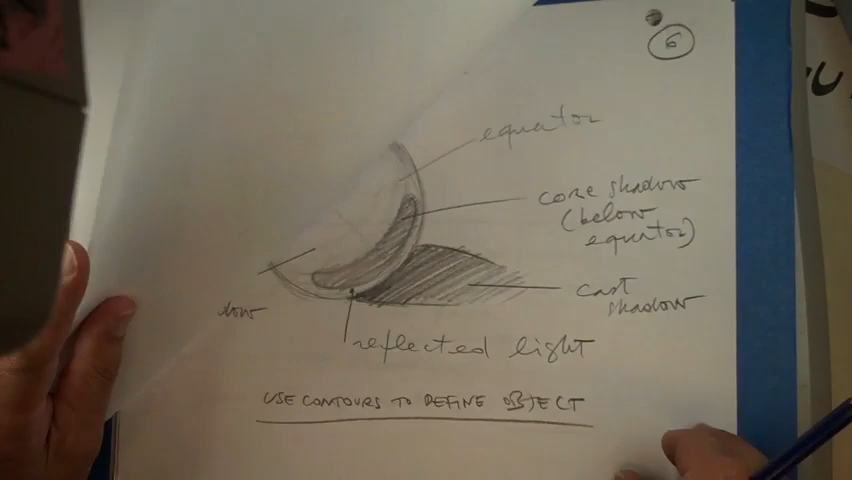 6
equator
core shadow
(below
equator)
cast
shadow
reflected light
USE CONTOURS TO DEFINE OBJECT